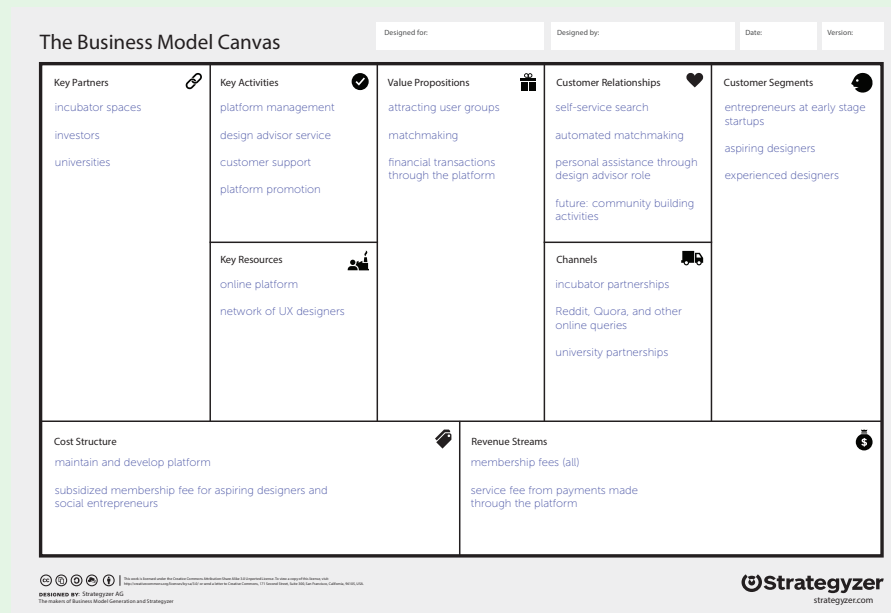 The Business Model Canvas
Designed for:
Designed by:
Date:
Version:
Key Partners
incubator spaces
investors
universities
Key Activities
platform management
design advisor service
customer support
platform promotion
Key Resources
online platform
network of UX designers
Value Propositions
attracting user groups
matchmaking
financial transactions
through the platform
Customer Relationships
self-service search
automated matchmaking
personal assistance through
design advisor role
future: community building
activities
Channels
incubator partnerships
Reddit, Quora, and other
online queries
university partnerships
Customer Segments
entrepreneurs at early stage
startups
aspiring designers
experienced designers
Cost Structure
maintain and develop platform
subsidized membership fee for aspiring designers and
social entrepreneurs
Revenue Streams
membership fees (all)
service fee from payments made
through the platform
DESIGNED BY: Strategyzer AG
The makers of Business Model Generation and Strategyzer
Strategyzer
strategyzer.com